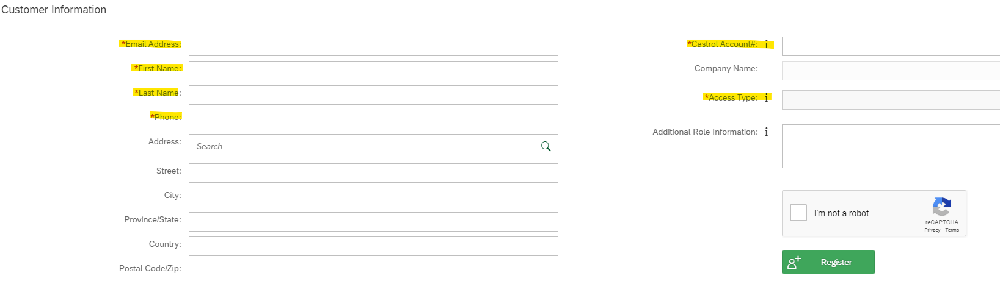 Customer Information
*Email Address:
*First Name:
*Last Name:
*Phone:
Address:
Search
Street:
City:
Province/State:
Country:
Postal Code/Zip:
*Castrol Account#: i
Company Name:
*Access Type: i
Additional Role Information: i
I'm not a robot
reCAPTCHA
Privacy - Terms
Register